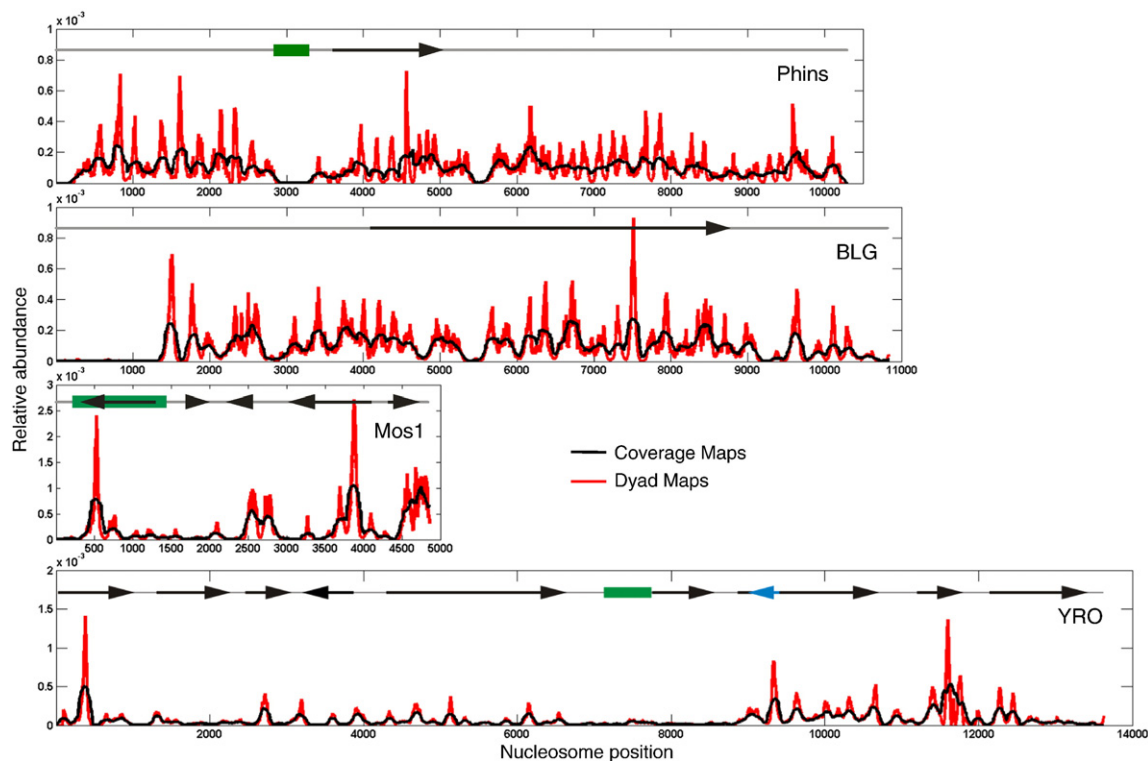 x 10⁻³
1
0.8
0.6
0.4
0.2
0
1000 2000 3000 4000 5000 6000 7000 8000 9000 10000
Phins
x 10⁻³
1
0.8
0.6
0.4
0.2
0
1000 2000 3000 4000 5000 6000 7000 8000 9000 10000 11000
BLG
Relative abundance
x 10⁻³
3
2.5
2
1.5
1
0.5
0
500 1000 1500 2000 2500 3000 3500 4000 4500 5000
Mos1
Coverage Maps
Dyad Maps
x 10⁻³
2
1.5
1
0.5
0
2000 4000 6000 8000 10000 12000 14000
YRO
Nucleosome position